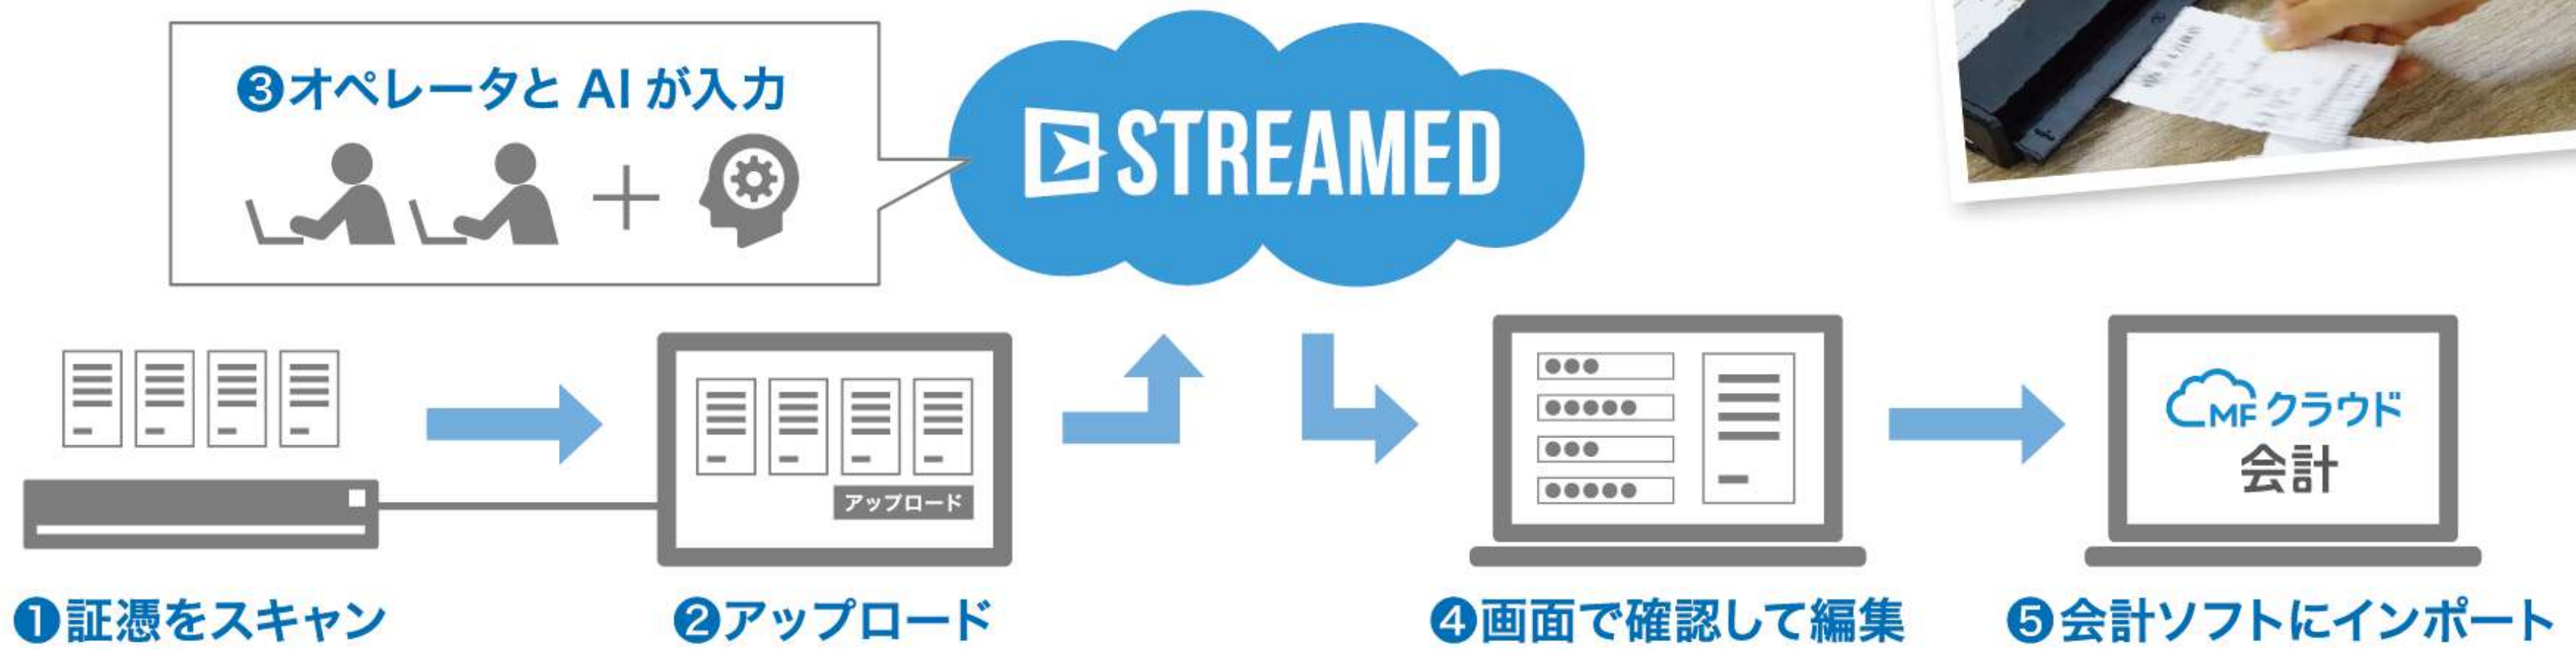 ❸オペレータと AI が入力
STREAMED
アップロード
MFクラウド
会計
❶証憑をスキャン
❷アップロード
❹画面で確認して編集
❺会計ソフトにインポート